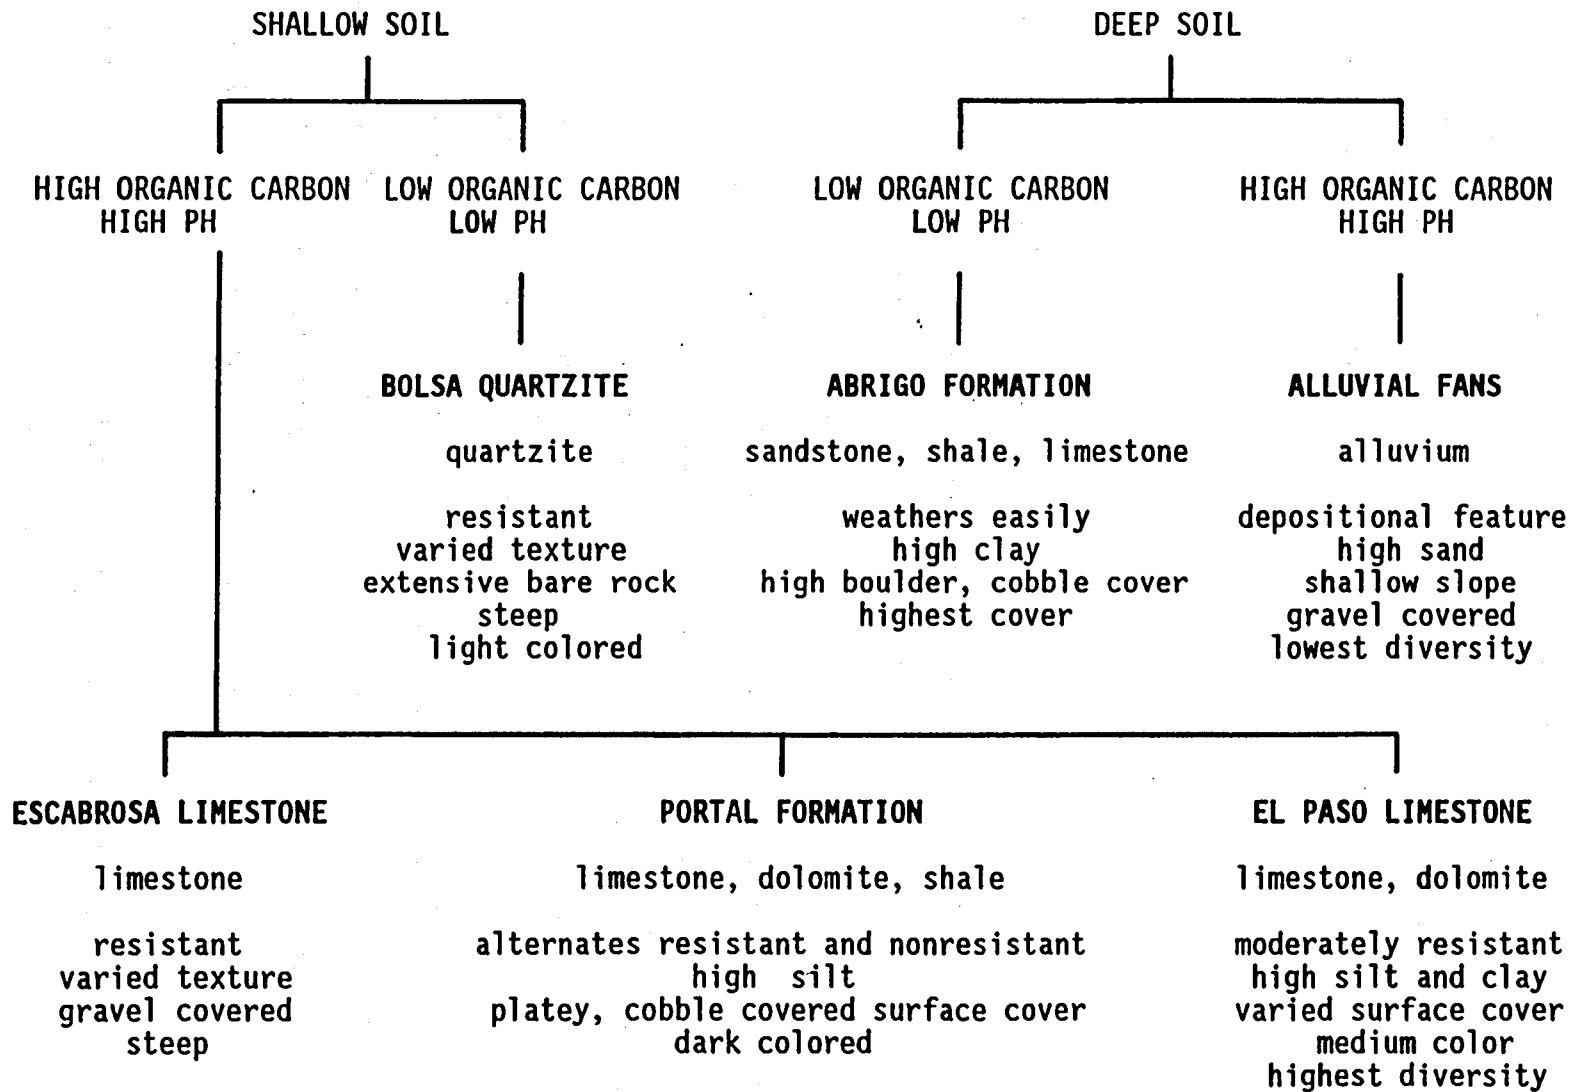 SHALLOW SOIL
DEEP SOIL
HIGH ORGANIC CARBON
HIGH PH
LOW ORGANIC CARBON
LOW PH
LOW ORGANIC CARBON
LOW PH
HIGH ORGANIC CARBON
HIGH PH
BOLSA QUARTZITE
quartzite
resistant
varied texture
extensive bare rock
steep
light colored
ABRIGO FORMATION
sandstone, shale, limestone
weathers easily
high clay
high boulder, cobble cover
highest cover
ALLUVIAL FANS
alluvium
depositional feature
high sand
shallow slope
gravel covered
lowest diversity
ESCABROSA LIMESTONE
limestone
resistant
varied texture
gravel covered
steep
PORTAL FORMATION
limestone, dolomite, shale
alternates resistant and nonresistant
high silt
platey, cobble covered surface cover
dark colored
EL PASO LIMESTONE
limestone, dolomite
moderately resistant
high silt and clay
varied surface cover
medium color
highest diversity